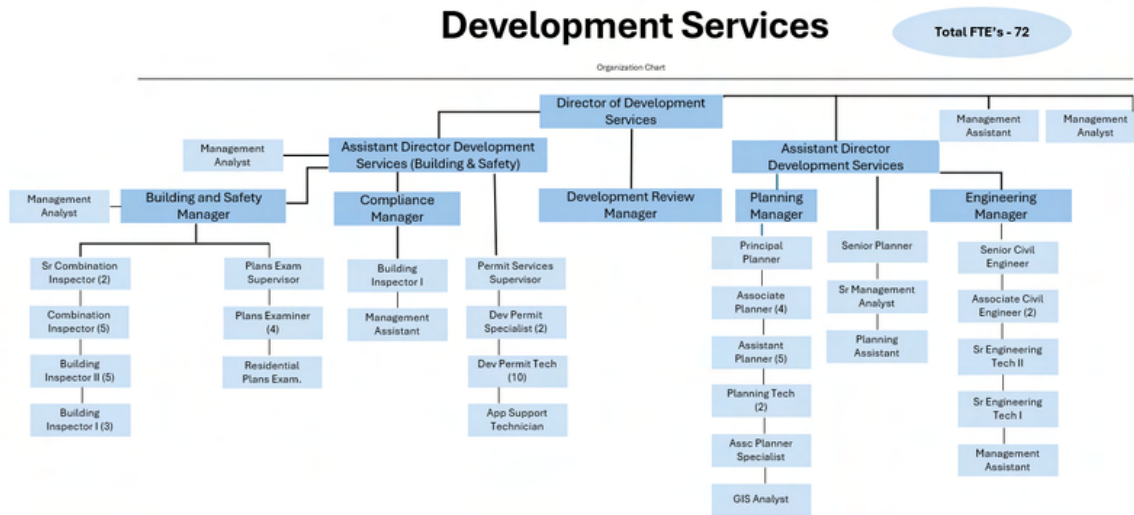 Development Services
Total FTE's - 72
Organization Chart
Director of Development
Services
Management
Assistant
Management
Analyst
Management
Analyst
Assistant Director Development
Services (Building & Safety)
Assistant Director
Development Services
Management
Analyst
Building and Safety
Manager
Compliance
Manager
Development Review
Manager
Planning
Manager
Engineering
Manager
Sr Combination
Inspector (2)
Combination
Inspector (5)
Building
Inspector II (5)
Building
Inspector I (3)
Plans Exam
Supervisor
Plans Examiner
(4)
Residential
Plans Exam.
Building
Inspector I
Management
Assistant
Permit Services
Supervisor
Dev Permit
Specialist (2)
Dev Permit Tech
(10)
App Support
Technician
Principal
Planner
Associate
Planner (4)
Assistant
Planner (5)
Planning Tech
(2)
Assc Planner
Specialist
GIS Analyst
Senior Planner
Sr Management
Analyst
Planning
Assistant
Senior Civil
Engineer
Associate Civil
Engineer (2)
Sr Engineering
Tech II
Sr Engineering
Tech I
Management
Assistant